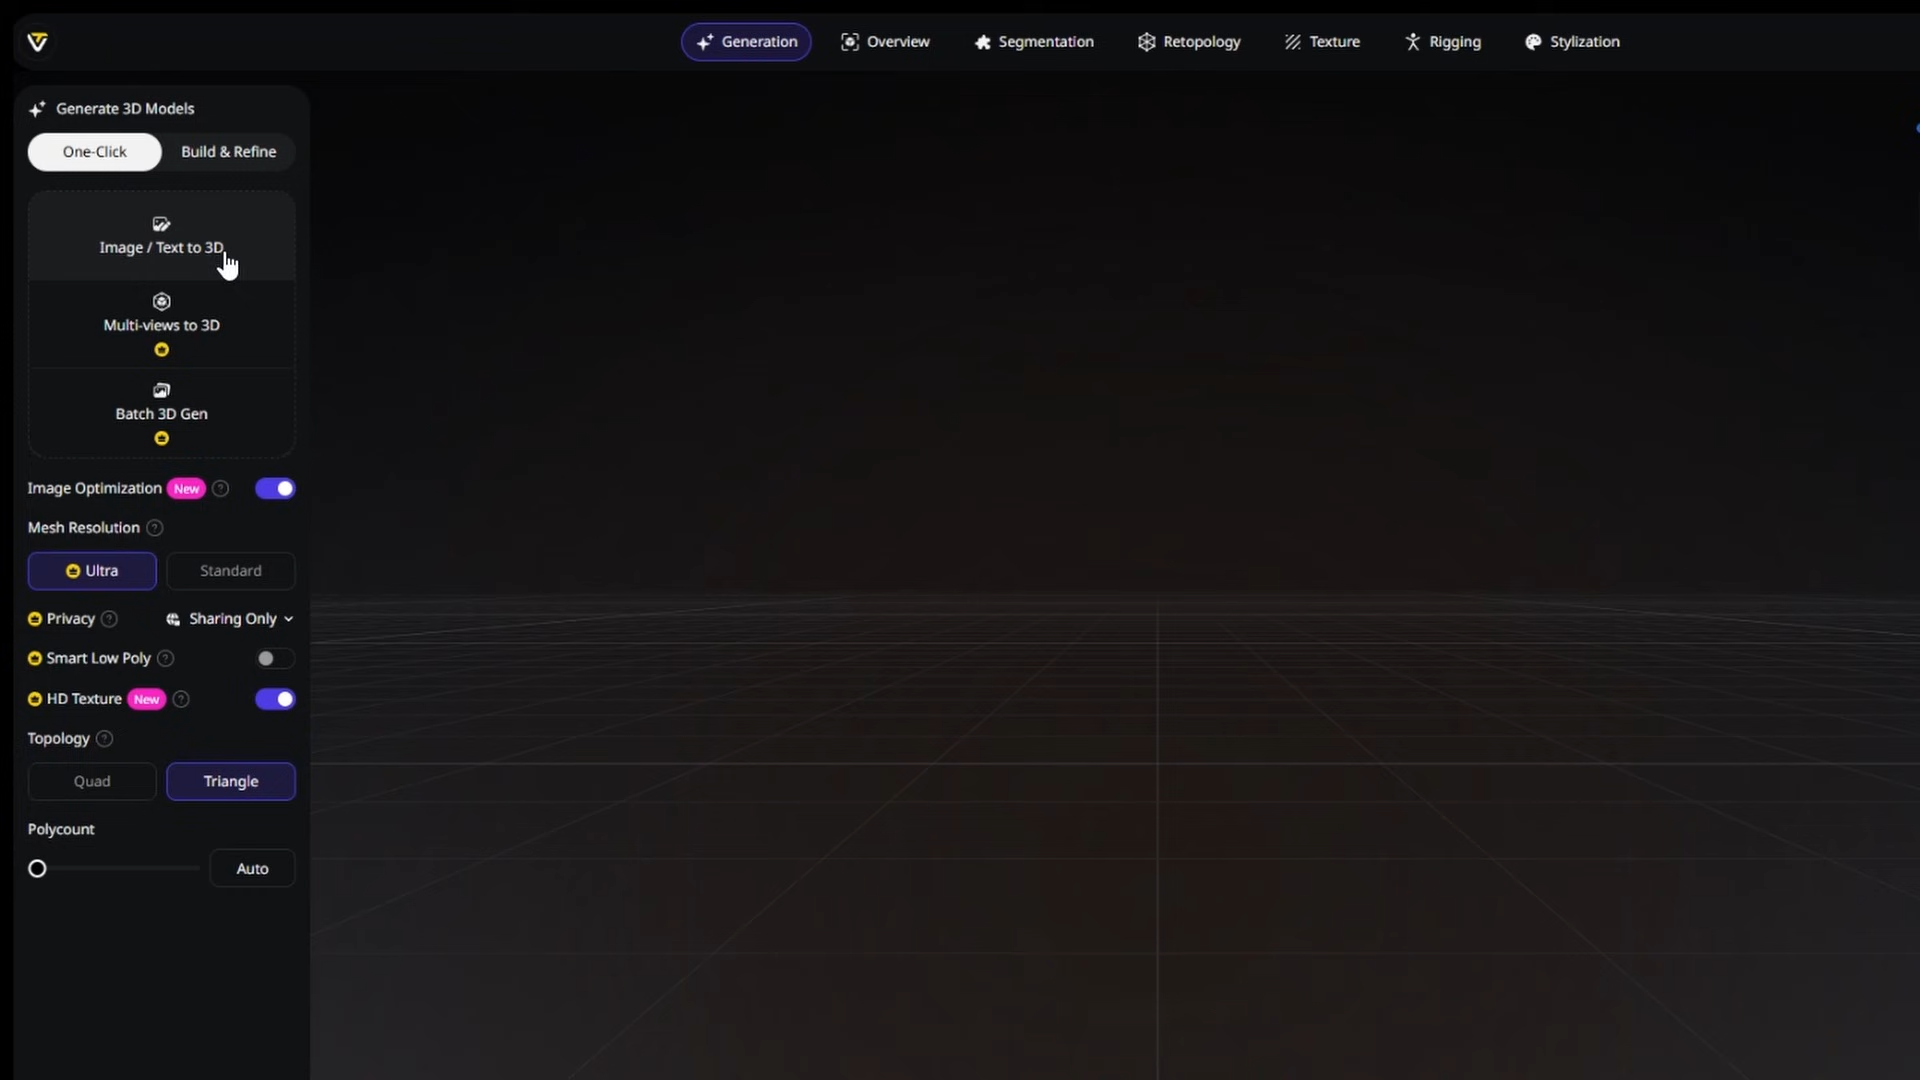 Generation
Overview
Segmentation
Retopology
Texture
Rigging
Stylization
Generate 3D Models
One-Click
Build & Refine
Image / Text to 3D
Multi-views to 3D
Batch 3D Gen
Image Optimization New ?
Mesh Resolution ?
Ultra
Standard
Privacy ? Sharing Only
Smart Low Poly ?
HD Texture New ?
Topology ?
Quad
Triangle
Polycount
Auto